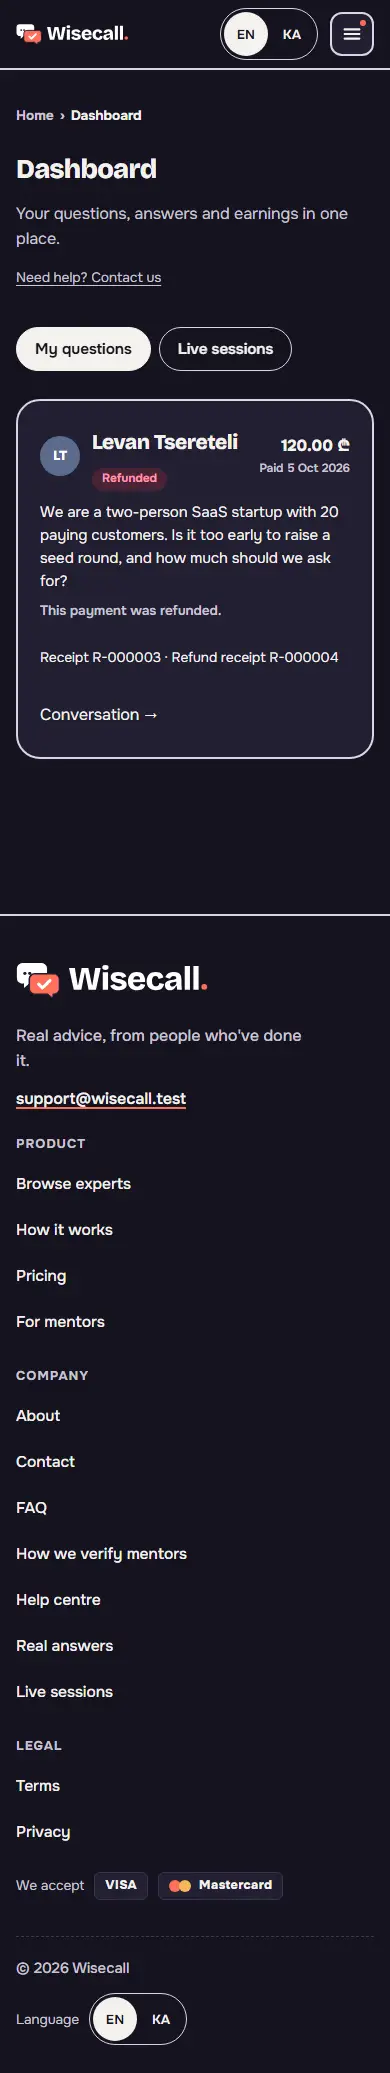 Wisecall.
EN KA
Home › Dashboard
Dashboard
Your questions, answers and earnings in one
place.
Need help? Contact us
My questions
Live sessions
LT
Levan Tsereteli
Refunded
120.00 ₾
Paid 5 Oct 2026
We are a two-person SaaS startup with 20
paying customers. Is it too early to raise a
seed round, and how much should we ask
for?
This payment was refunded.
Receipt R-000003 · Refund receipt R-000004
Conversation →
Wisecall.
Real advice, from people who've done
it.
support@wisecall.test
PRODUCT
Browse experts
How it works
Pricing
For mentors
COMPANY
About
Contact
FAQ
How we verify mentors
Help centre
Real answers
Live sessions
LEGAL
Terms
Privacy
We accept VISA Mastercard
© 2026 Wisecall
Language EN KA